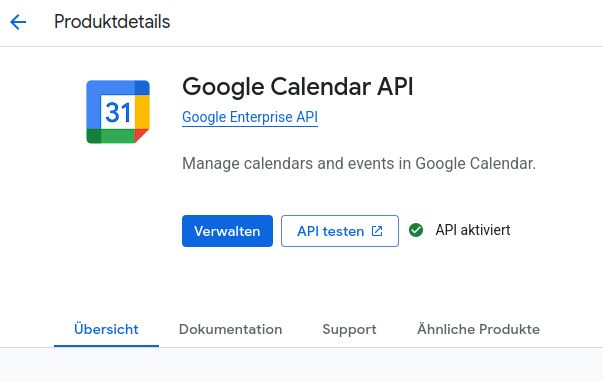 Produktdetails
31
Google Calendar API
Google Enterprise API
Manage calendars and events in Google Calendar.
Verwalten
API testen
API aktiviert
Übersicht
Dokumentation
Support
Ähnliche Produkte